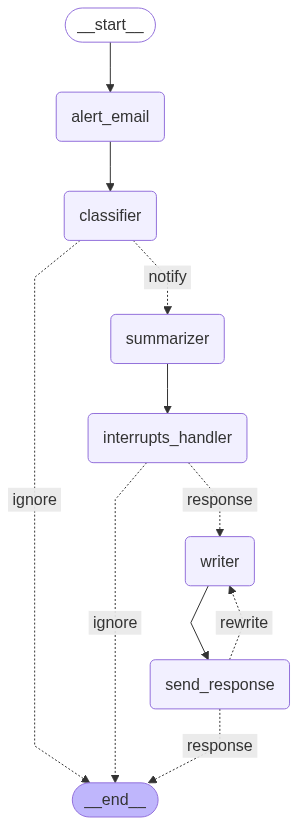 __start__
alert_email
classifier
notify
summarizer
interrupts_handler
ignore
response
writer
ignore
rewrite
send_response
response
__end__